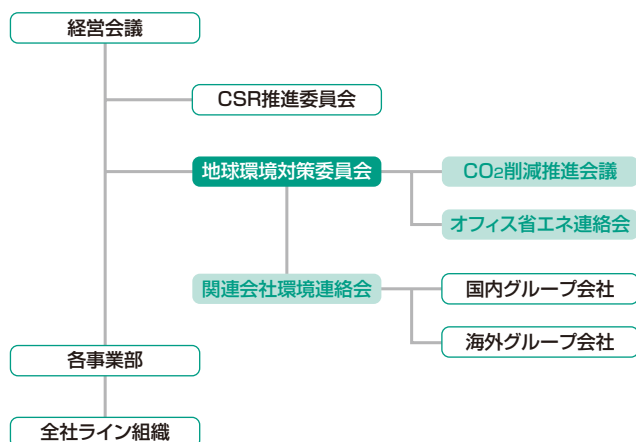 経営会議
CSR推進委員会
地球環境対策委員会
CO2削減推進会議
オフィス省エネ連絡会
関連会社環境連絡会
国内グループ会社
海外グループ会社
各事業部
全社ライン組織